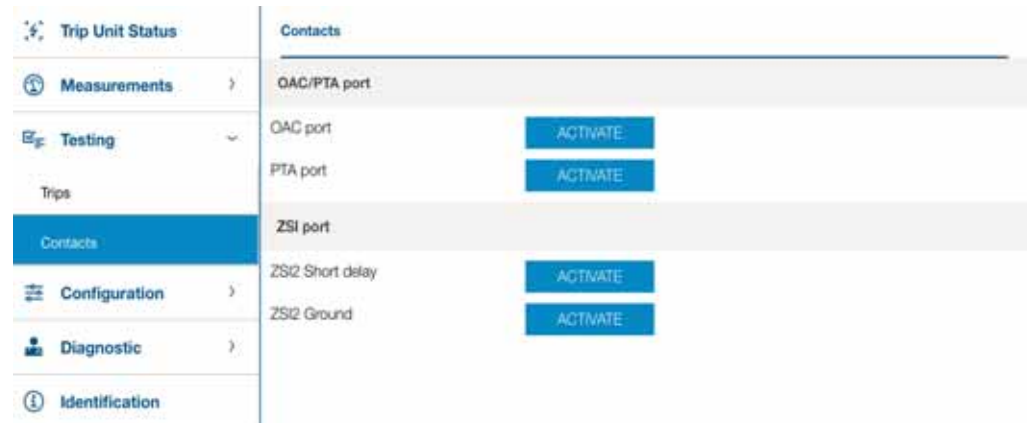 Trip Unit Status
Measurements
Testing
Trips
Contacts
Configuration
Diagnostic
Identification
Contacts
OAC/PTA port
OAC port ACTIVATE
PTA port ACTIVATE
ZSI port
ZSI2 Short delay ACTIVATE
ZSI2 Ground ACTIVATE